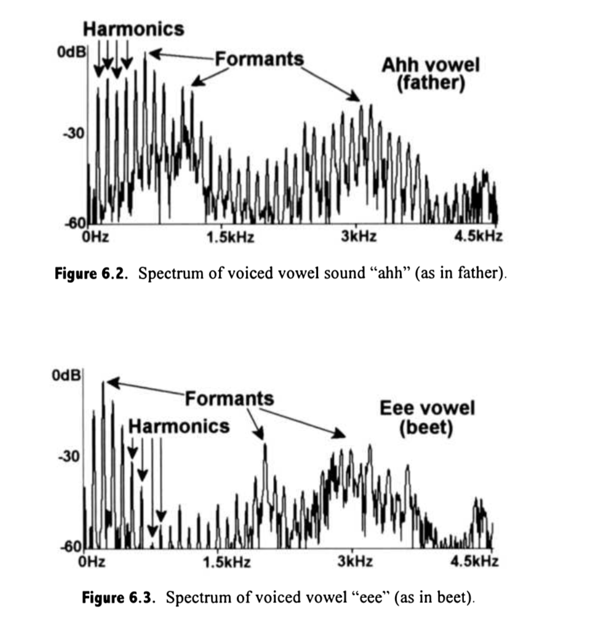 Harmonics
0dB
Formants
Ahh vowel
(father)
-30
-60
0Hz 1.5kHz 3kHz 4.5kHz
Figure 6.2. Spectrum of voiced vowel sound “ahh” (as in father).
0dB
Formants
Eee vowel
(beet)
Harmonics
-30
-60
0Hz 1.5kHz 3kHz 4.5kHz
Figure 6.3. Spectrum of voiced vowel “eee” (as in beet).